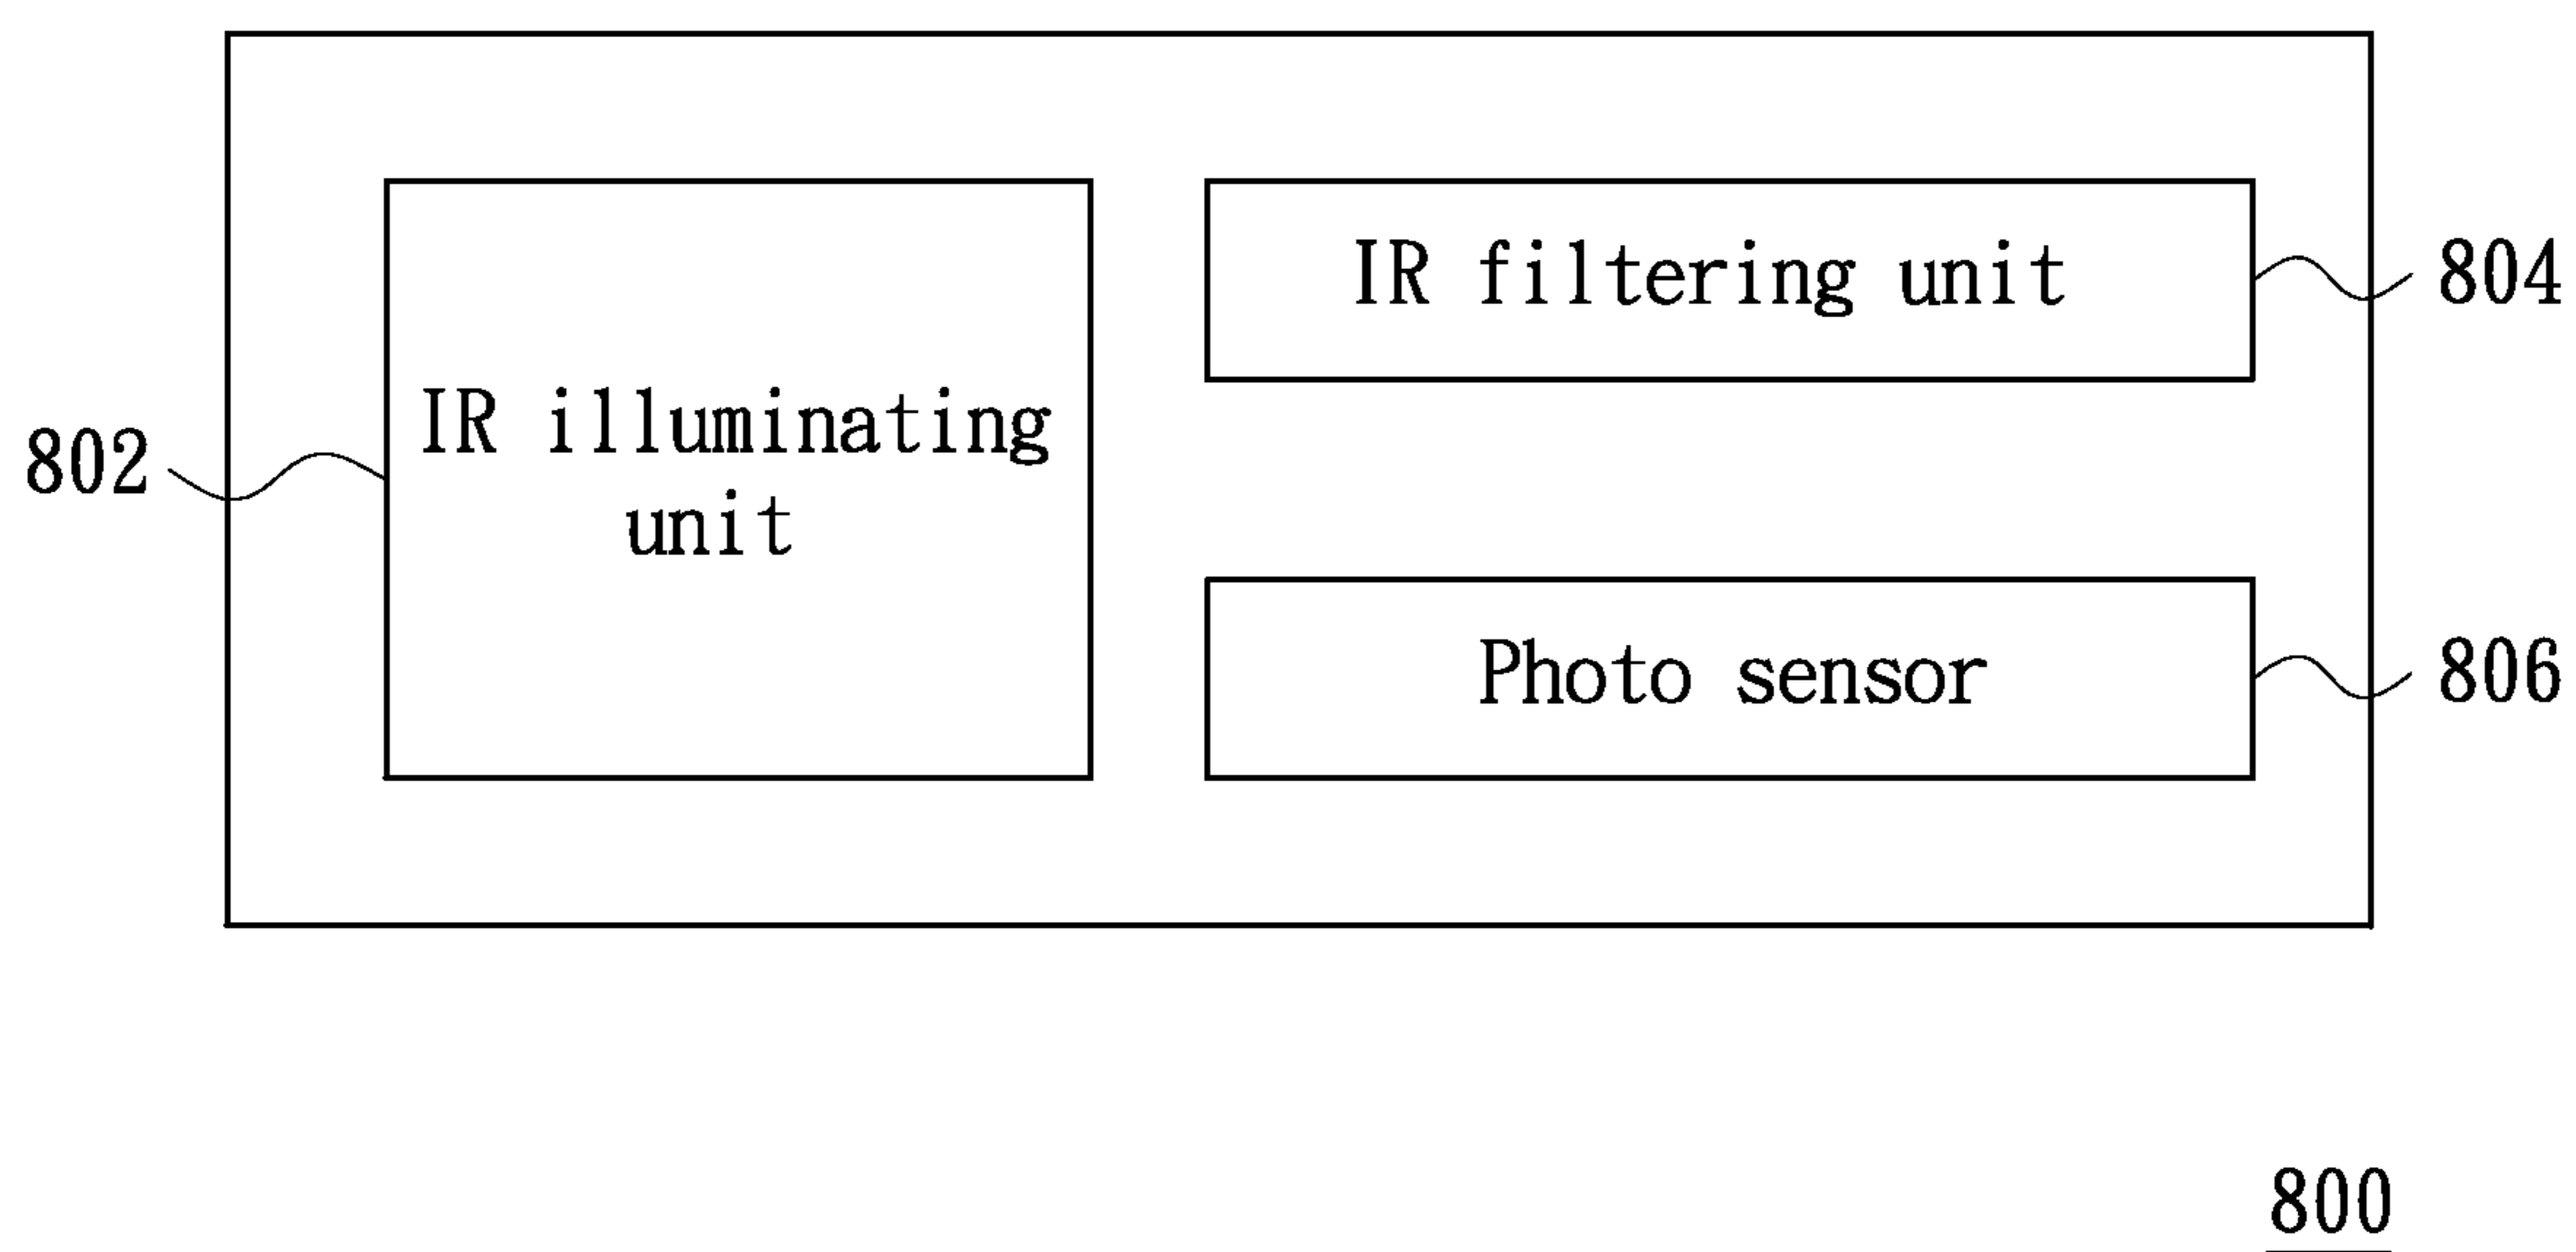 IR filtering unit
804
IR illuminating
unit
802
Photo sensor
806
800